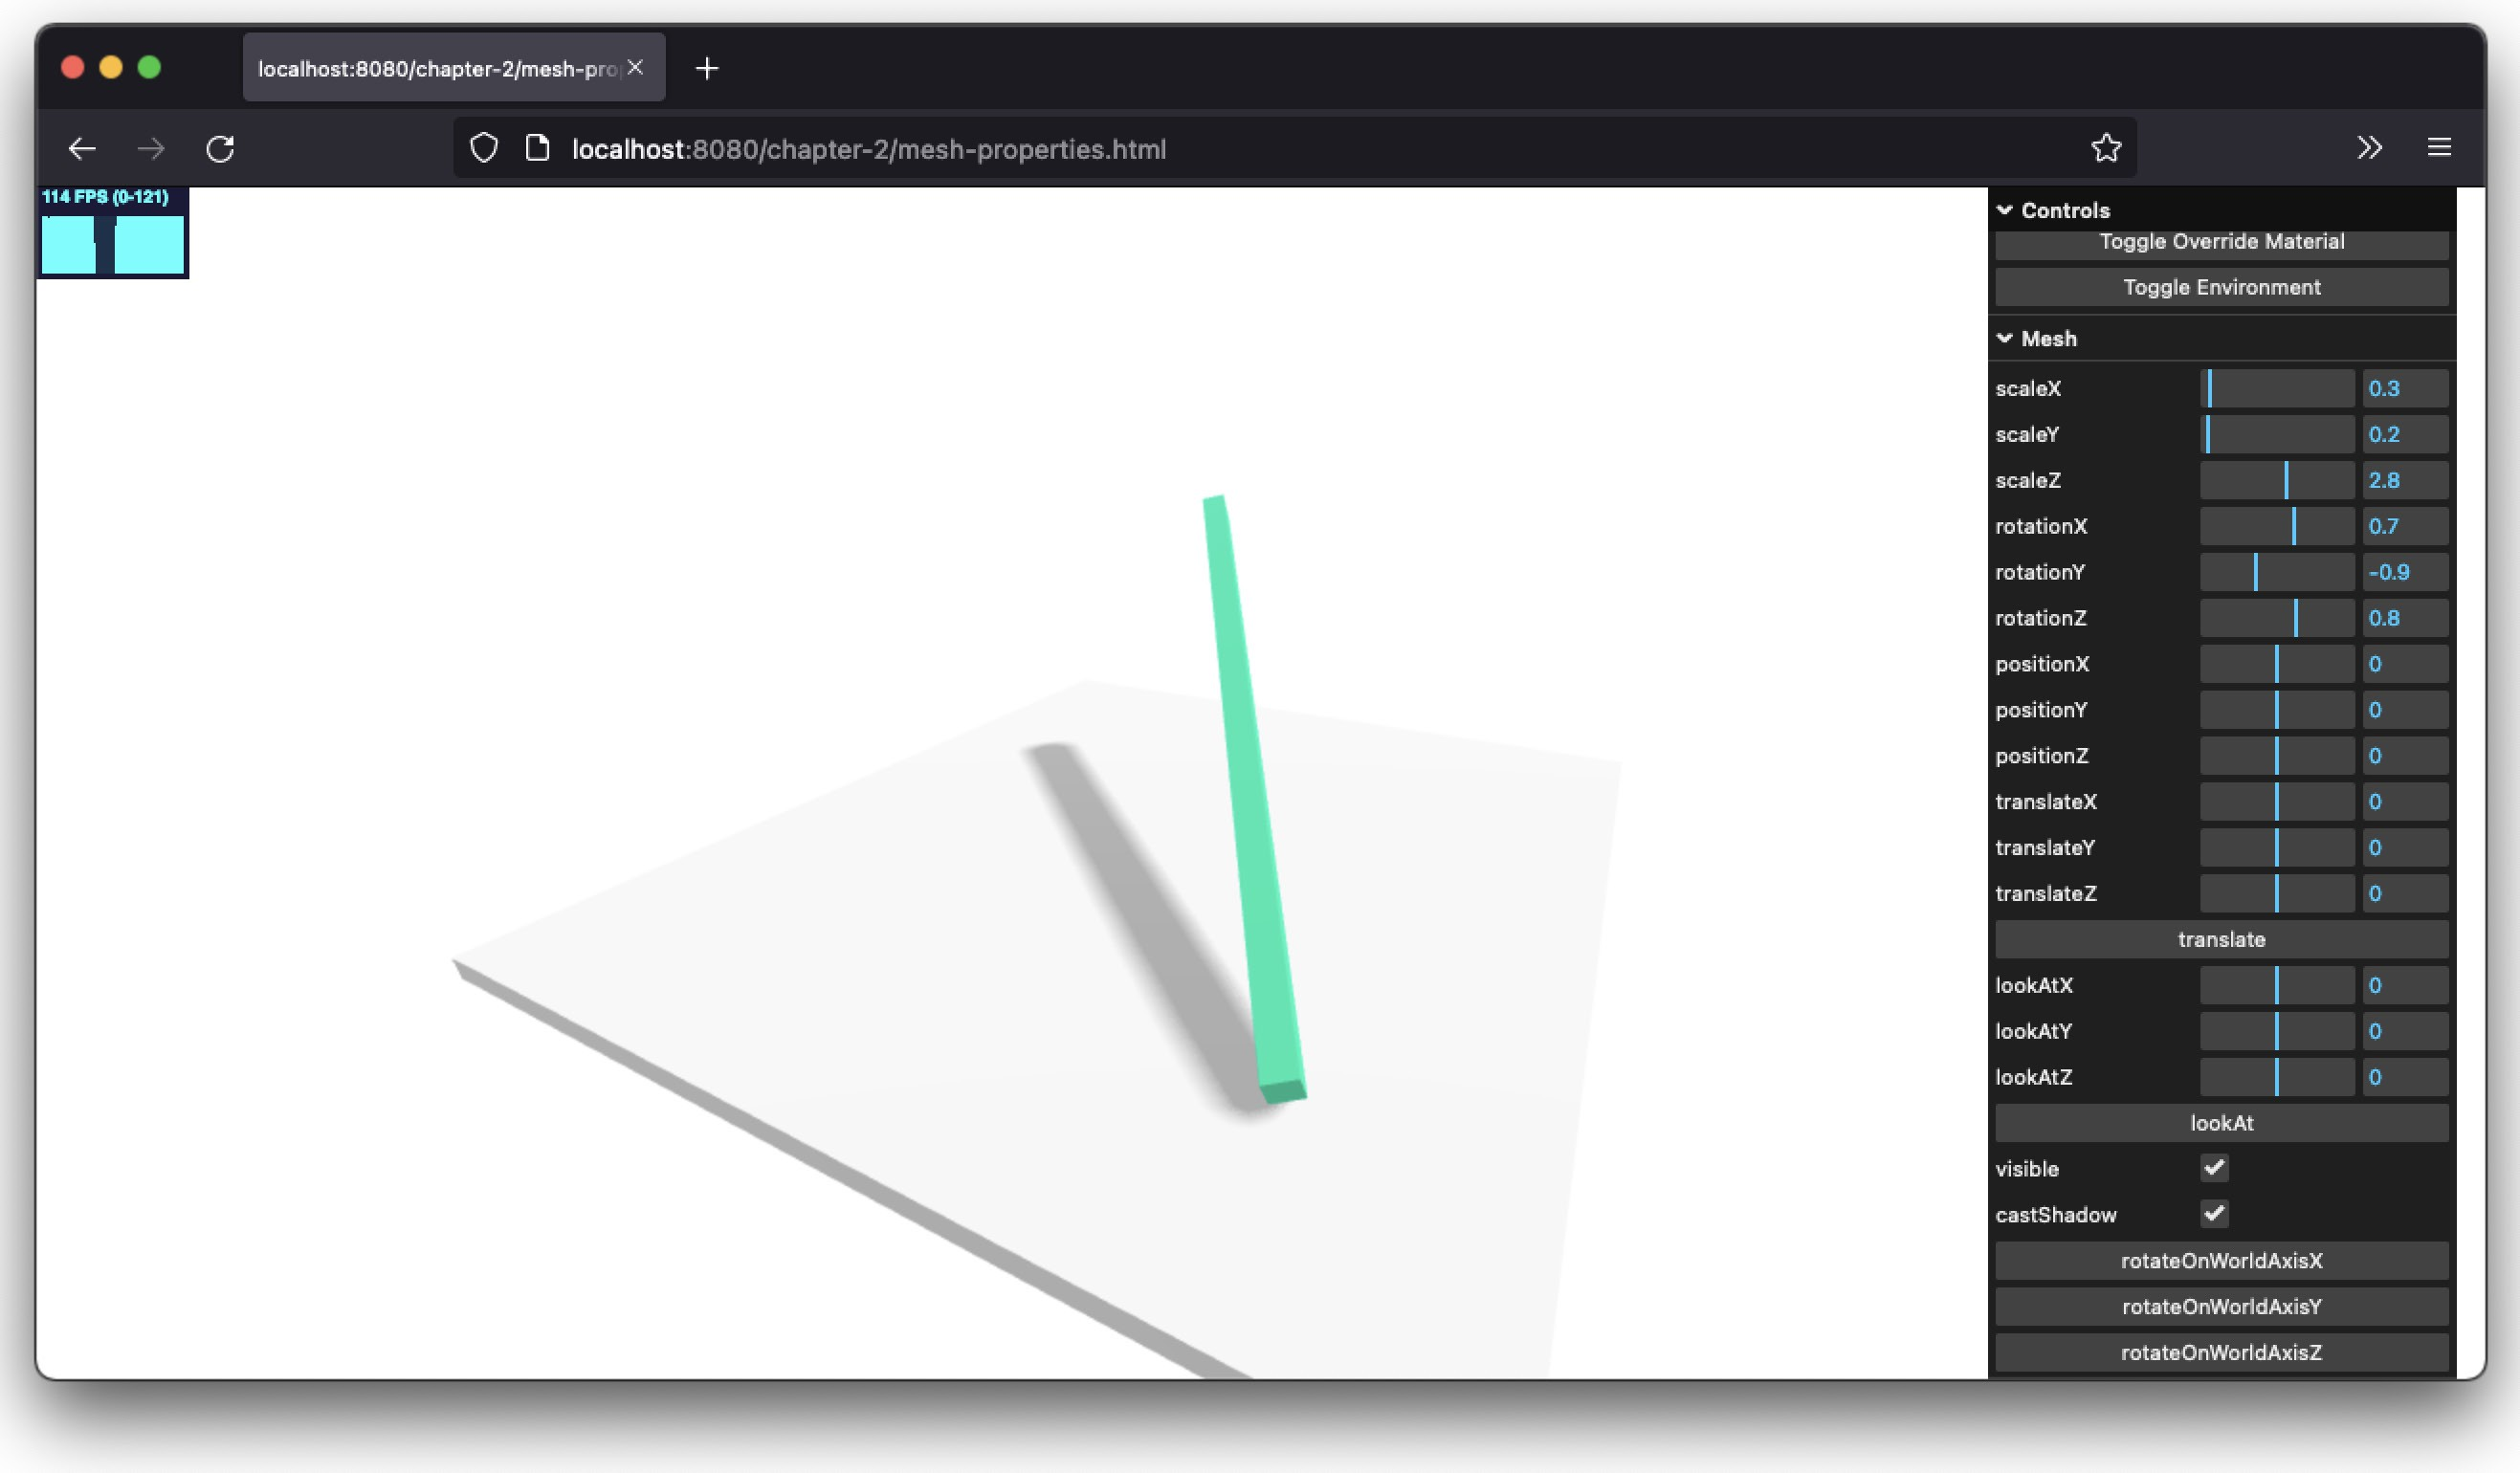 localhost:8080/chapter-2/mesh-pro
localhost:8080/chapter-2/mesh-properties.html
114 FPS (0-121)
Controls
Toggle Override Material
Toggle Environment
Mesh
scaleX 0.3
scaleY 0.2
scaleZ 2.8
rotationX 0.7
rotationY -0.9
rotationZ 0.8
positionX 0
positionY 0
positionZ 0
translateX 0
translateY 0
translateZ 0
translate
lookAtX 0
lookAtY 0
lookAtZ 0
lookAt
visible
castShadow
rotateOnWorldAxisX
rotateOnWorldAxisY
rotateOnWorldAxisZ